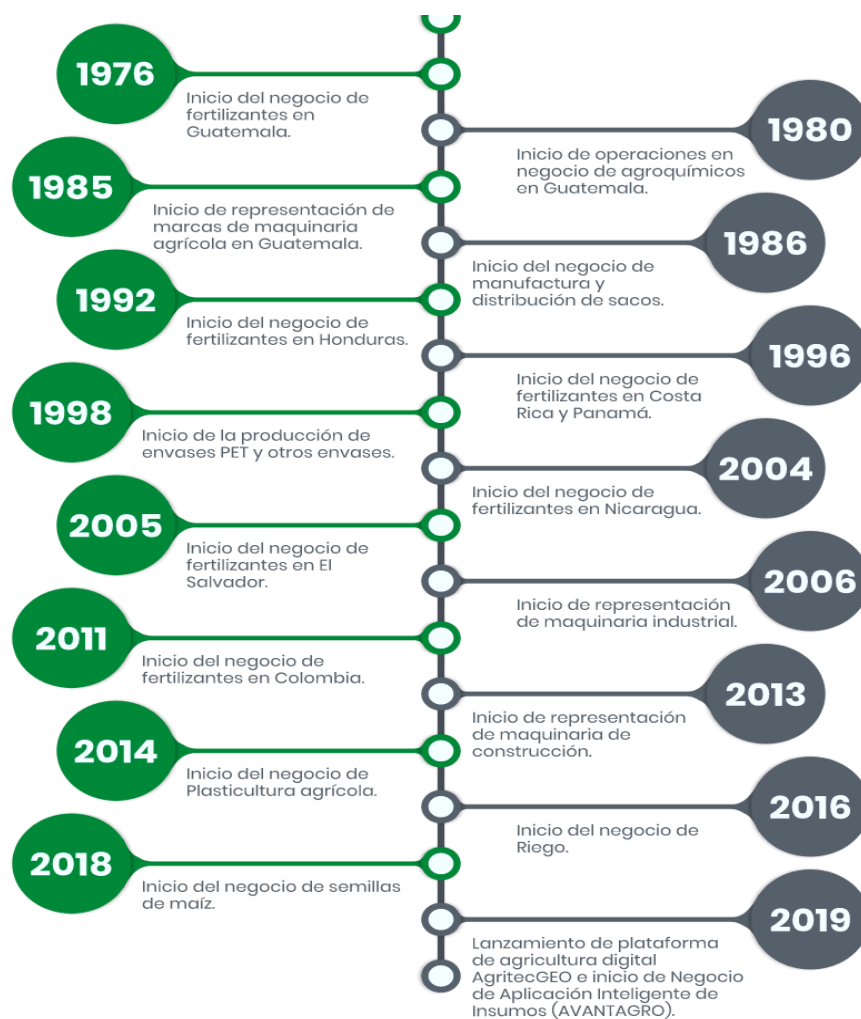 1976
Inicio del negocio de
fertilizantes en
Guatemala.
1980
Inicio de operaciones en
negocio de agroquímicos
en Guatemala.
1985
Inicio de representación de
marcas de maquinaria
agrícola en Guatemala.
1986
Inicio del negocio de
manufactura y
distribución de sacos.
1992
Inicio del negocio de
fertilizantes en Honduras.
1996
Inicio del negocio de
fertilizantes en Costa
Rica y Panamá.
1998
Inicio de la producción de
envases PET y otros envases.
2004
Inicio del negocio de
fertilizantes en Nicaragua.
2005
Inicio del negocio de
fertilizantes en El
Salvador.
2006
Inicio de representación
de maquinaria industrial.
2011
Inicio del negocio de
fertilizantes en Colombia.
2013
Inicio de representación
de maquinaria de
construcción.
2014
Inicio del negocio de
Plasticultura agrícola.
2016
Inicio del negocio de
Riego.
2018
Inicio del negocio de semillas
de maíz.
2019
Lanzamiento de plataforma
de agricultura digital
AgritecGEO e inicio de Negocio
de Aplicación Inteligente de
Insumos (AVANTAGRO).